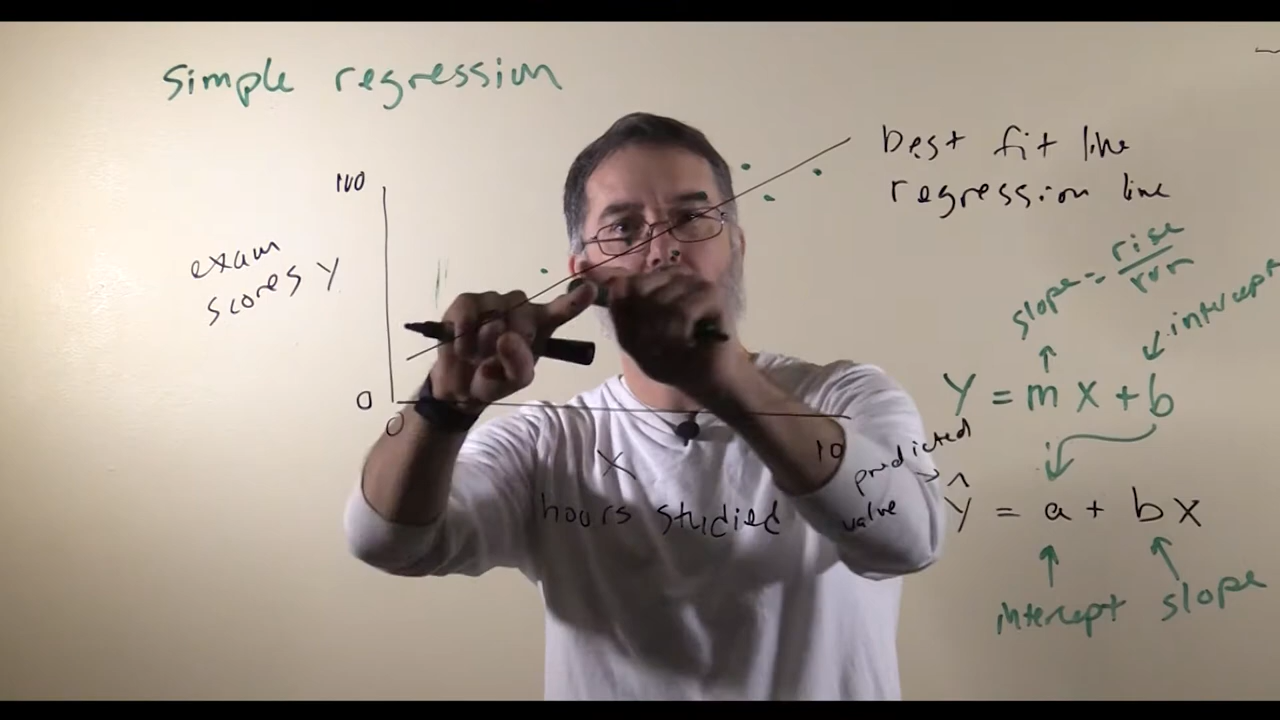 simple regression
best fit line
regression line
100
exam
scores Y
0
0
10
X
hours studied
slope = rise
run
intercept
Y = m X + b
predicted
value
Ŷ = a + b X
intercept slope